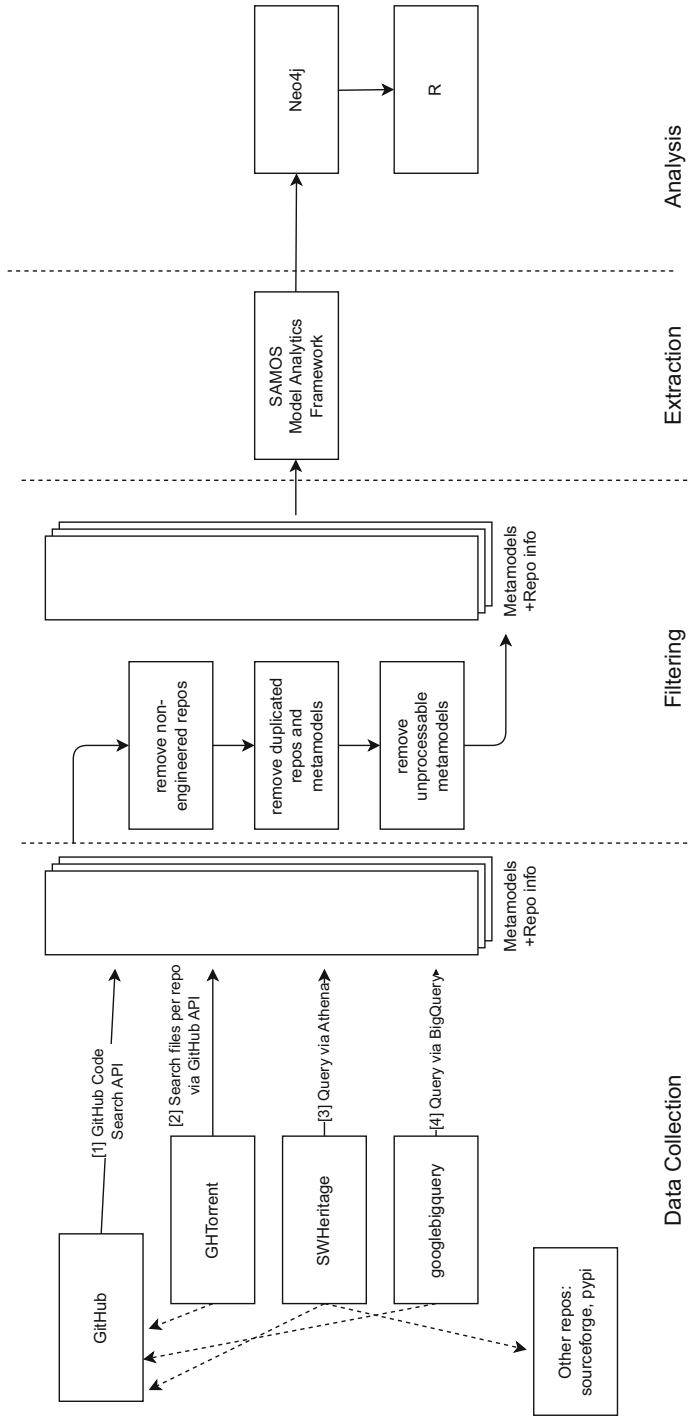 GitHub
[1] GitHub Code
Search API
GHTorrent
[2] Search files per repo
via GitHub API
SWHeritage
[3] Query via Athena
googlebigquery
[4] Query via BigQuery
Other repos:
sourceforge, pypi
Metamodels
+Repo info
Data Collection
remove non-
engineered repos
remove duplicated
repos and
metamodels
remove
unprocessable
metamodels
Metamodels
+Repo info
Filtering
SAMOS
Model Analytics
Framework
Extraction
Neo4j
R
Analysis